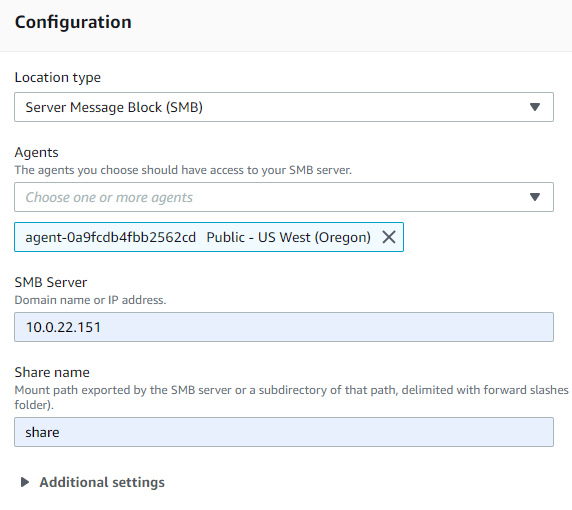 Configuration
Location type
Server Message Block (SMB)
Agents
The agents you choose should have access to your SMB server.
Choose one or more agents
agent-0a9fcdb4fbb2562cd Public - US West (Oregon)
SMB Server
Domain name or IP address.
10.0.22.151
Share name
Mount path exported by the SMB server or a subdirectory of that path, delimited with forward slashes
folder).
share
Additional settings